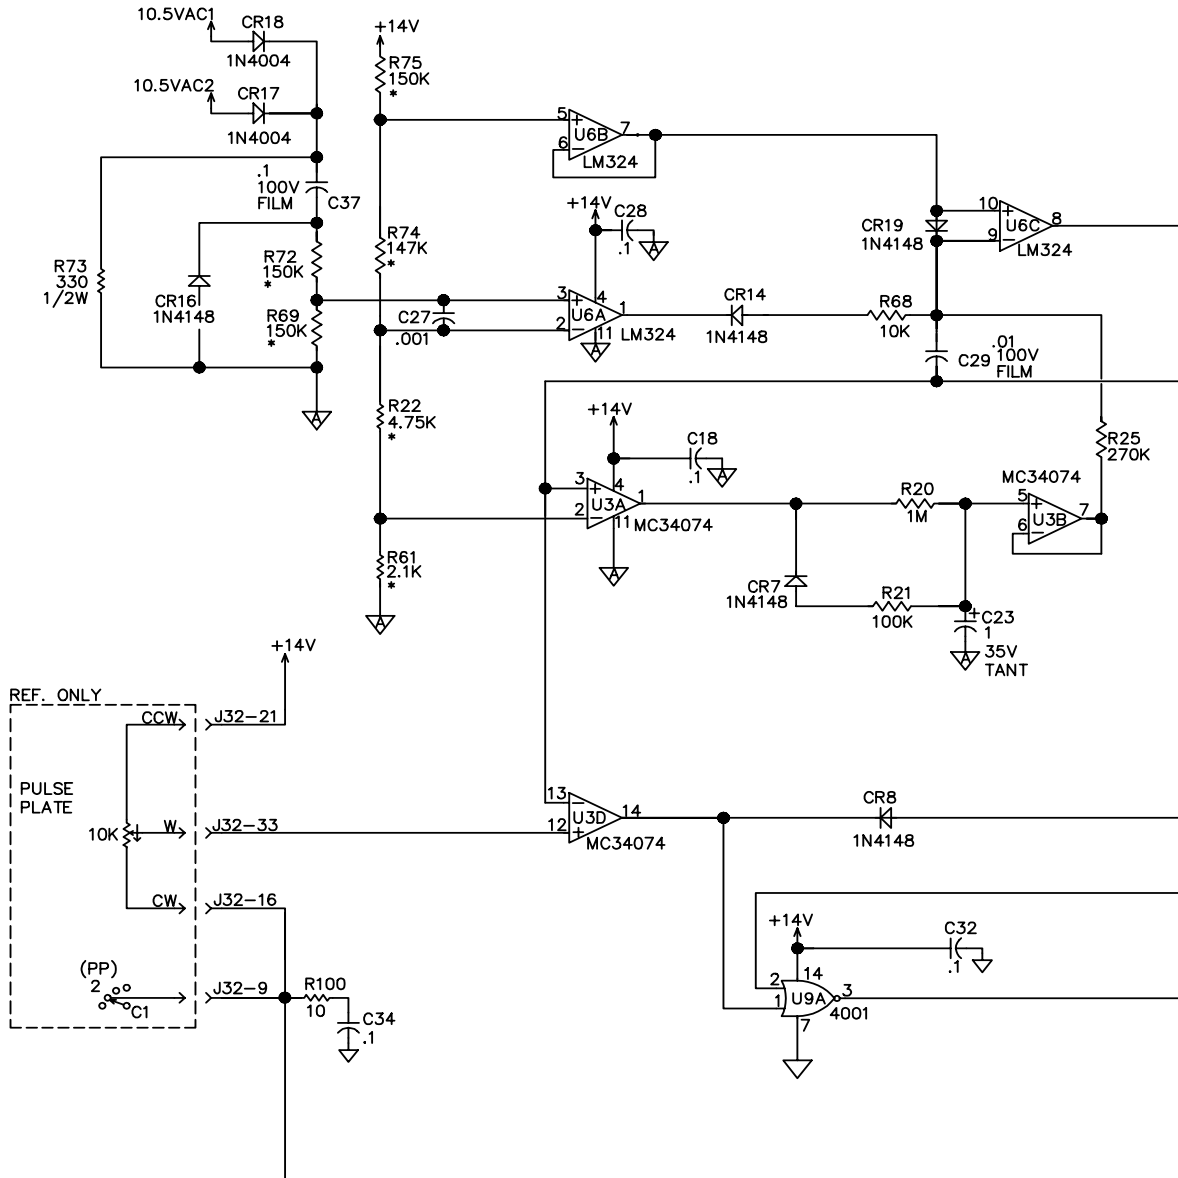 10.5VAC1
CR18
1N4004
10.5VAC2
CR17
1N4004
+14V
R75
150K
*
5
+
6
−
U6B
7
LM324
.1
100V
FILM
C37
+14V
C28
.1
A
10
+
9
−
U6C
8
LM324
CR19
1N4148
R73
330
1/2W
R72
150K
*
R74
147K
*
CR16
1N4148
R69
150K
*
C27
.001
3
+
2
−
U6A
4
11
1
LM324
A
CR14
1N4148
R68
10K
C29
.01
100V
FILM
A
R22
4.75K
*
+14V
C18
.1
A
R25
270K
3
+
2
−
U3A
4
11
1
MC34074
A
R20
1M
MC34074
5
+
6
−
U3B
7
R61
2.1K
*
A
CR7
1N4148
R21
100K
+
C23
1
35V
TANT
A
+14V
REF. ONLY
CCW
J32-21
PULSE
PLATE
10K
W
J32-33
13
−
12
+
U3D
14
MC34074
CR8
1N4148
CW
J32-16
(PP)
2
C1
J32-9
R100
10
C34
.1
+14V
C32
.1
2
1
14
U9A
3
7
4001